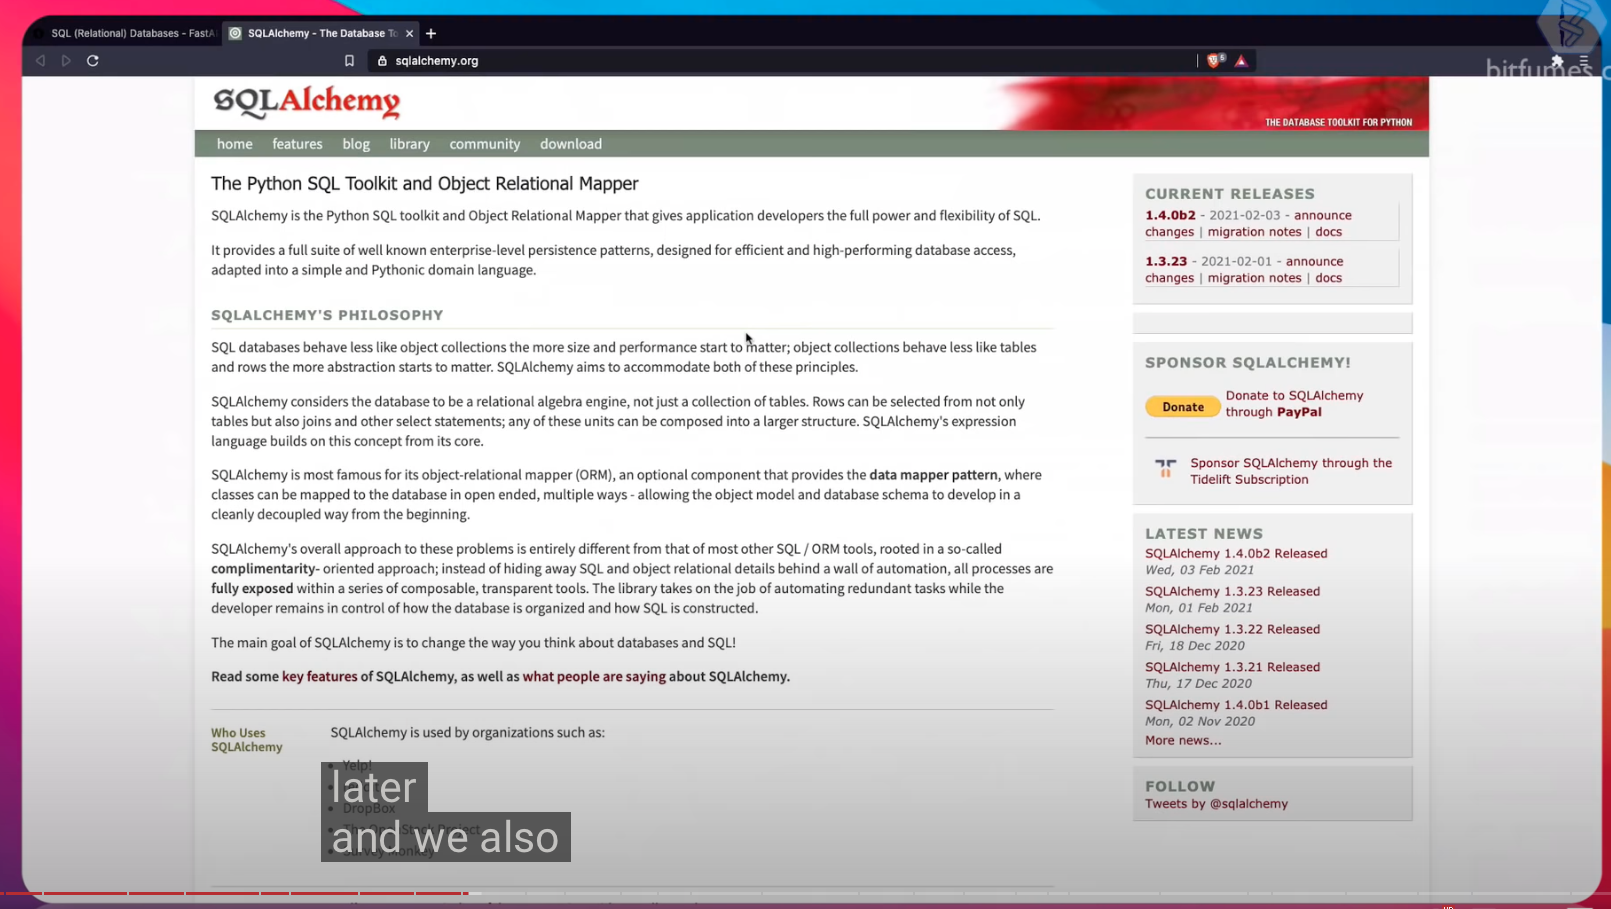 SQL (Relational) Databases - FastA
SQLAlchemy - The Database To
sqlalchemy.org
bitfumes.c
SQLAlchemy
THE DATABASE TOOLKIT FOR PYTHON
home features blog library community download
The Python SQL Toolkit and Object Relational Mapper
SQLAlchemy is the Python SQL toolkit and Object Relational Mapper that gives application developers the full power and flexibility of SQL.
It provides a full suite of well known enterprise-level persistence patterns, designed for efficient and high-performing database access,
adapted into a simple and Pythonic domain language.
SQLALCHEMY'S PHILOSOPHY
SQL databases behave less like object collections the more size and performance start to matter; object collections behave less like tables
and rows the more abstraction starts to matter. SQLAlchemy aims to accommodate both of these principles.
SQLAlchemy considers the database to be a relational algebra engine, not just a collection of tables. Rows can be selected from not only
tables but also joins and other select statements; any of these units can be composed into a larger structure. SQLAlchemy's expression
language builds on this concept from its core.
SQLAlchemy is most famous for its object-relational mapper (ORM), an optional component that provides the data mapper pattern, where
classes can be mapped to the database in open ended, multiple ways - allowing the object model and database schema to develop in a
cleanly decoupled way from the beginning.
SQLAlchemy's overall approach to these problems is entirely different from that of most other SQL / ORM tools, rooted in a so-called
complimentarity- oriented approach; instead of hiding away SQL and object relational details behind a wall of automation, all processes are
fully exposed within a series of composable, transparent tools. The library takes on the job of automating redundant tasks while the
developer remains in control of how the database is organized and how SQL is constructed.
The main goal of SQLAlchemy is to change the way you think about databases and SQL!
Read some key features of SQLAlchemy, as well as what people are saying about SQLAlchemy.
Who Uses
SQLAlchemy
SQLAlchemy is used by organizations such as:
Yelp!
DropBox
The OpenStack Project
Survey Monkey
later
and we also
CURRENT RELEASES
1.4.0b2 - 2021-02-03 - announce
changes | migration notes | docs
1.3.23 - 2021-02-01 - announce
changes | migration notes | docs
SPONSOR SQLALCHEMY!
Donate
Donate to SQLAlchemy
through PayPal
Sponsor SQLAlchemy through the
Tidelift Subscription
LATEST NEWS
SQLAlchemy 1.4.0b2 Released
Wed, 03 Feb 2021
SQLAlchemy 1.3.23 Released
Mon, 01 Feb 2021
SQLAlchemy 1.3.22 Released
Fri, 18 Dec 2020
SQLAlchemy 1.3.21 Released
Thu, 17 Dec 2020
SQLAlchemy 1.4.0b1 Released
Mon, 02 Nov 2020
More news...
FOLLOW
Tweets by @sqlalchemy